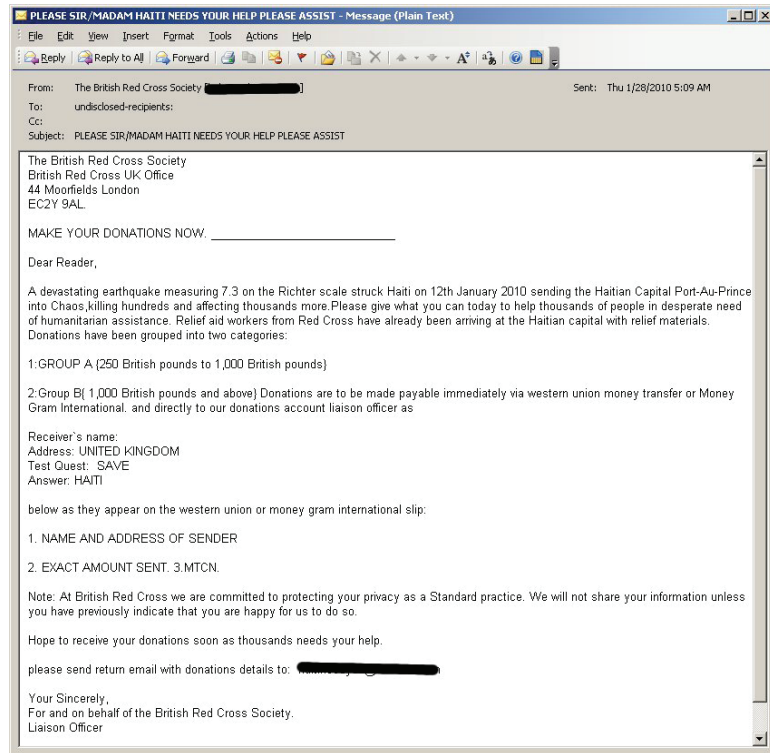 PLEASE SIR/MADAM HAITI NEEDS YOUR HELP PLEASE ASSIST - Message (Plain Text)
File Edit View Insert Format Tools Actions Help
Reply Reply to All Forward
From: The British Red Cross Society [ ]
Sent: Thu 1/28/2010 5:09 AM
To: undisclosed-recipients:
Cc:
Subject: PLEASE SIR/MADAM HAITI NEEDS YOUR HELP PLEASE ASSIST
The British Red Cross Society
British Red Cross UK Office
44 Moorfields London
EC2Y 9AL.
MAKE YOUR DONATIONS NOW. ____________________________
Dear Reader,
A devastating earthquake measuring 7.3 on the Richter scale struck Haiti on 12th January 2010 sending the Haitian Capital Port-Au-Prince
into Chaos,killing hundreds and affecting thousands more.Please give what you can today to help thousands of people in desperate need
of humanitarian assistance. Relief aid workers from Red Cross have already been arriving at the Haitian capital with relief materials.
Donations have been grouped into two categories:
1:GROUP A {250 British pounds to 1,000 British pounds}
2:Group B{ 1,000 British pounds and above} Donations are to be made payable immediately via western union money transfer or Money
Gram International. and directly to our donations account liaison officer as
Receiver`s name:
Address: UNITED KINGDOM
Test Quest: SAVE
Answer: HAITI
below as they appear on the western union or money gram international slip:
1. NAME AND ADDRESS OF SENDER
2. EXACT AMOUNT SENT. 3.MTCN.
Note: At British Red Cross we are committed to protecting your privacy as a Standard practice. We will not share your information unless
you have previously indicate that you are happy for us to do so.
Hope to receive your donations soon as thousands needs your help.
please send return email with donations details to:
Your Sincerely,
For and on behalf of the British Red Cross Society.
Liaison Officer